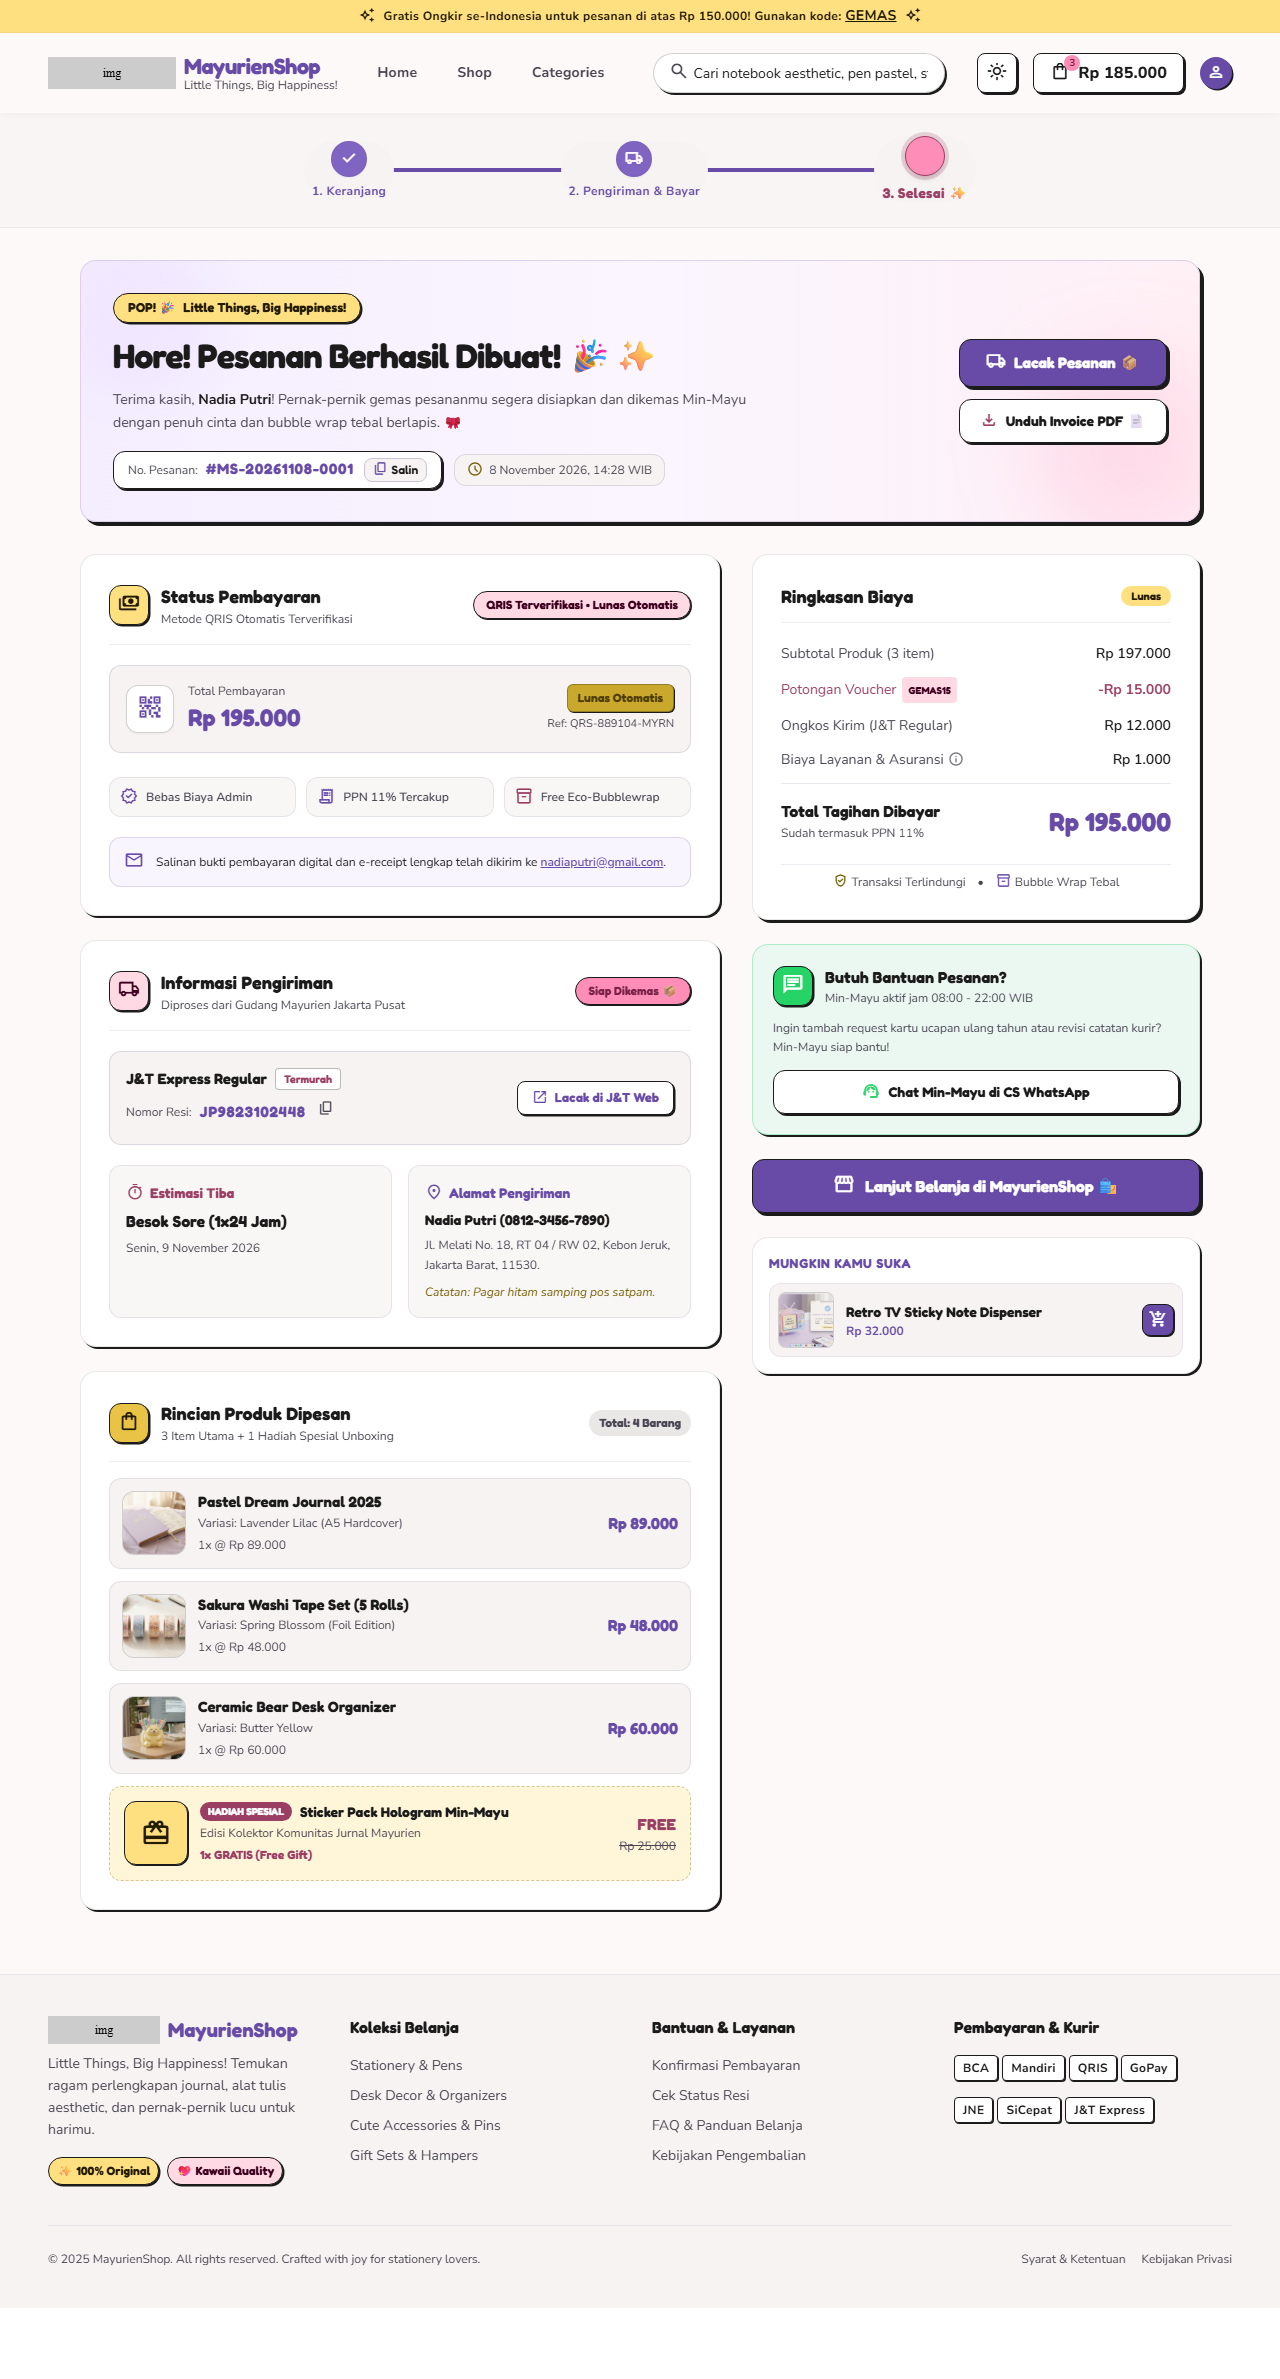 Gratis Ongkir se-Indonesia untuk pesanan di atas Rp 150.000! Gunakan kode: GEMAS
img
MayurienShop
Little Things, Big Happiness!
Home
Shop
Categories
Cari notebook aesthetic, pen pastel, s
3
Rp 185.000
1. Keranjang
2. Pengiriman & Bayar
3. Selesai ✨
POP! 🎉 Little Things, Big Happiness!
Hore! Pesanan Berhasil Dibuat! 🎉 ✨
Terima kasih, Nadia Putri! Pernak-pernik gemas pesananmu segera disiapkan dan dikemas Min-Mayu
dengan penuh cinta dan bubble wrap tebal berlapis. 🎀
No. Pesanan: #MS-20261108-0001
Salin
8 November 2026, 14:28 WIB
Lacak Pesanan 📦
Unduh Invoice PDF 📄
Status Pembayaran
Metode QRIS Otomatis Terverifikasi
QRIS Terverifikasi • Lunas Otomatis
Total Pembayaran
Rp 195.000
Lunas Otomatis
Ref: QRS-889104-MYRN
Bebas Biaya Admin
PPN 11% Tercakup
Free Eco-Bubblewrap
Salinan bukti pembayaran digital dan e-receipt lengkap telah dikirim ke nadiaputri@gmail.com.
Informasi Pengiriman
Diproses dari Gudang Mayurien Jakarta Pusat
Siap Dikemas 📦
J&T Express Regular
Termurah
Nomor Resi: JP9823102448
Lacak di J&T Web
Estimasi Tiba
Besok Sore (1x24 Jam)
Senin, 9 November 2026
Alamat Pengiriman
Nadia Putri (0812-3456-7890)
Jl. Melati No. 18, RT 04 / RW 02, Kebon Jeruk,
Jakarta Barat, 11530.
Catatan: Pagar hitam samping pos satpam.
Rincian Produk Dipesan
3 Item Utama + 1 Hadiah Spesial Unboxing
Total: 4 Barang
Pastel Dream Journal 2025
Variasi: Lavender Lilac (A5 Hardcover)
1x @ Rp 89.000
Rp 89.000
Sakura Washi Tape Set (5 Rolls)
Variasi: Spring Blossom (Foil Edition)
1x @ Rp 48.000
Rp 48.000
Ceramic Bear Desk Organizer
Variasi: Butter Yellow
1x @ Rp 60.000
Rp 60.000
HADIAH SPESIAL
Sticker Pack Hologram Min-Mayu
Edisi Kolektor Komunitas Jurnal Mayurien
1x GRATIS (Free Gift)
FREE
Rp 25.000
Ringkasan Biaya
Lunas
Subtotal Produk (3 item)
Rp 197.000
Potongan Voucher GEMAS15
-Rp 15.000
Ongkos Kirim (J&T Regular)
Rp 12.000
Biaya Layanan & Asuransi
Rp 1.000
Total Tagihan Dibayar
Sudah termasuk PPN 11%
Rp 195.000
Transaksi Terlindungi • Bubble Wrap Tebal
Butuh Bantuan Pesanan?
Min-Mayu aktif jam 08:00 - 22:00 WIB
Ingin tambah request kartu ucapan ulang tahun atau revisi catatan kurir?
Min-Mayu siap bantu!
Chat Min-Mayu di CS WhatsApp
Lanjut Belanja di MayurienShop 🛍️
MUNGKIN KAMU SUKA
Retro TV Sticky Note Dispenser
Rp 32.000
img
MayurienShop
Little Things, Big Happiness! Temukan
ragam perlengkapan journal, alat tulis
aesthetic, dan pernak-pernik lucu untuk
harimu.
✨ 100% Original
💖 Kawaii Quality
Koleksi Belanja
Stationery & Pens
Desk Decor & Organizers
Cute Accessories & Pins
Gift Sets & Hampers
Bantuan & Layanan
Konfirmasi Pembayaran
Cek Status Resi
FAQ & Panduan Belanja
Kebijakan Pengembalian
Pembayaran & Kurir
BCA
Mandiri
QRIS
GoPay
JNE
SiCepat
J&T Express
© 2025 MayurienShop. All rights reserved. Crafted with joy for stationery lovers.
Syarat & Ketentuan
Kebijakan Privasi